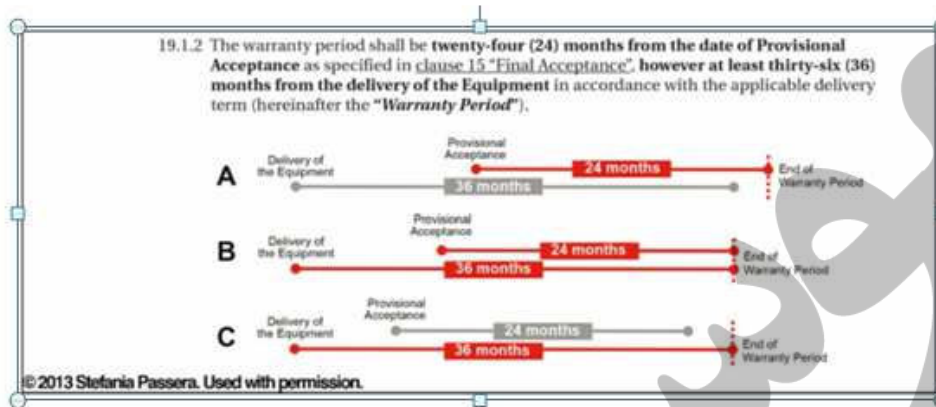 19.1.2 The warranty period shall be twenty-four (24) months from the date of Provisional
Acceptance as specified in clause 15 "Final Acceptance", however at least thirty-six (36)
months from the delivery of the Equipment in accordance with the applicable delivery
term (hereinafter the "Warranty Period").
A
Delivery of
the Equipment
Provisional
Acceptance
24 months
36 months
End of
Warranty Period
B
Delivery of
the Equipment
Provisional
Acceptance
24 months
36 months
End of
Warranty Period
C
Delivery of
the Equipment
Provisional
Acceptance
24 months
36 months
End of
Warranty Period
© 2013 Stefania Passera. Used with permission.